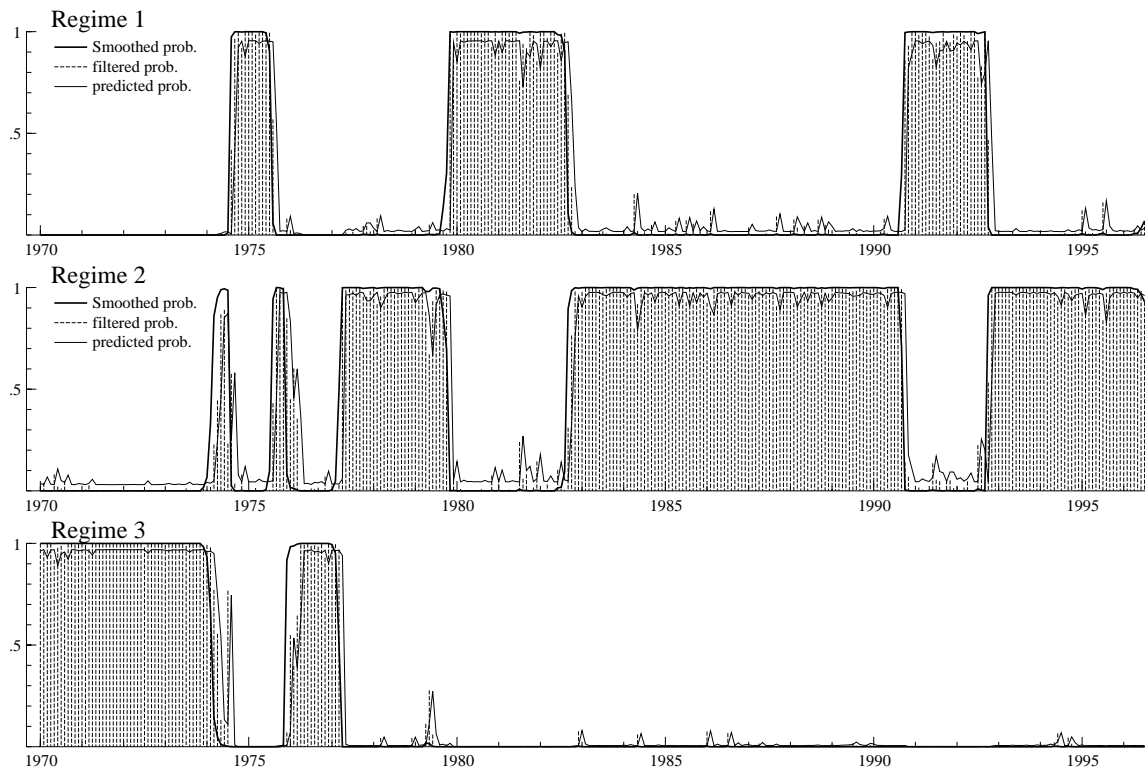 Regime 1
1
Smoothed prob.
filtered prob.
predicted prob.
.5
1970 1975 1980 1985 1990 1995
Regime 2
1
Smoothed prob.
filtered prob.
predicted prob.
.5
1970 1975 1980 1985 1990 1995
Regime 3
1
.5
1970 1975 1980 1985 1990 1995